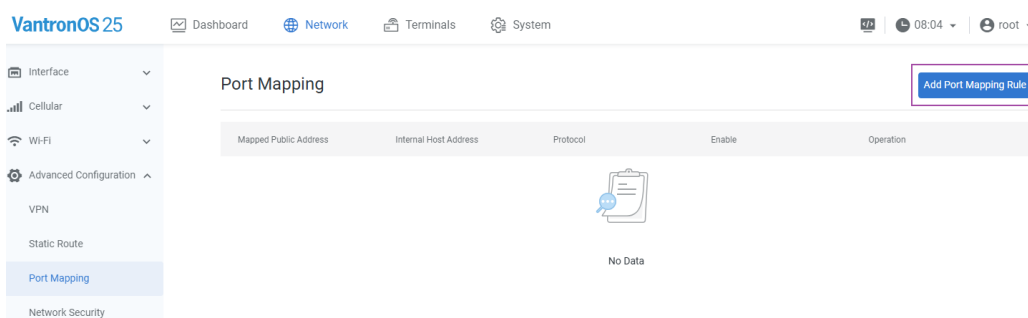 VantronOS 25
Dashboard
Network
Terminals
System
08:04
root
Interface
Cellular
Wi-Fi
Advanced Configuration
VPN
Static Route
Port Mapping
Network Security
Port Mapping
Add Port Mapping Rule
Mapped Public Address
Internal Host Address
Protocol
Enable
Operation
No Data